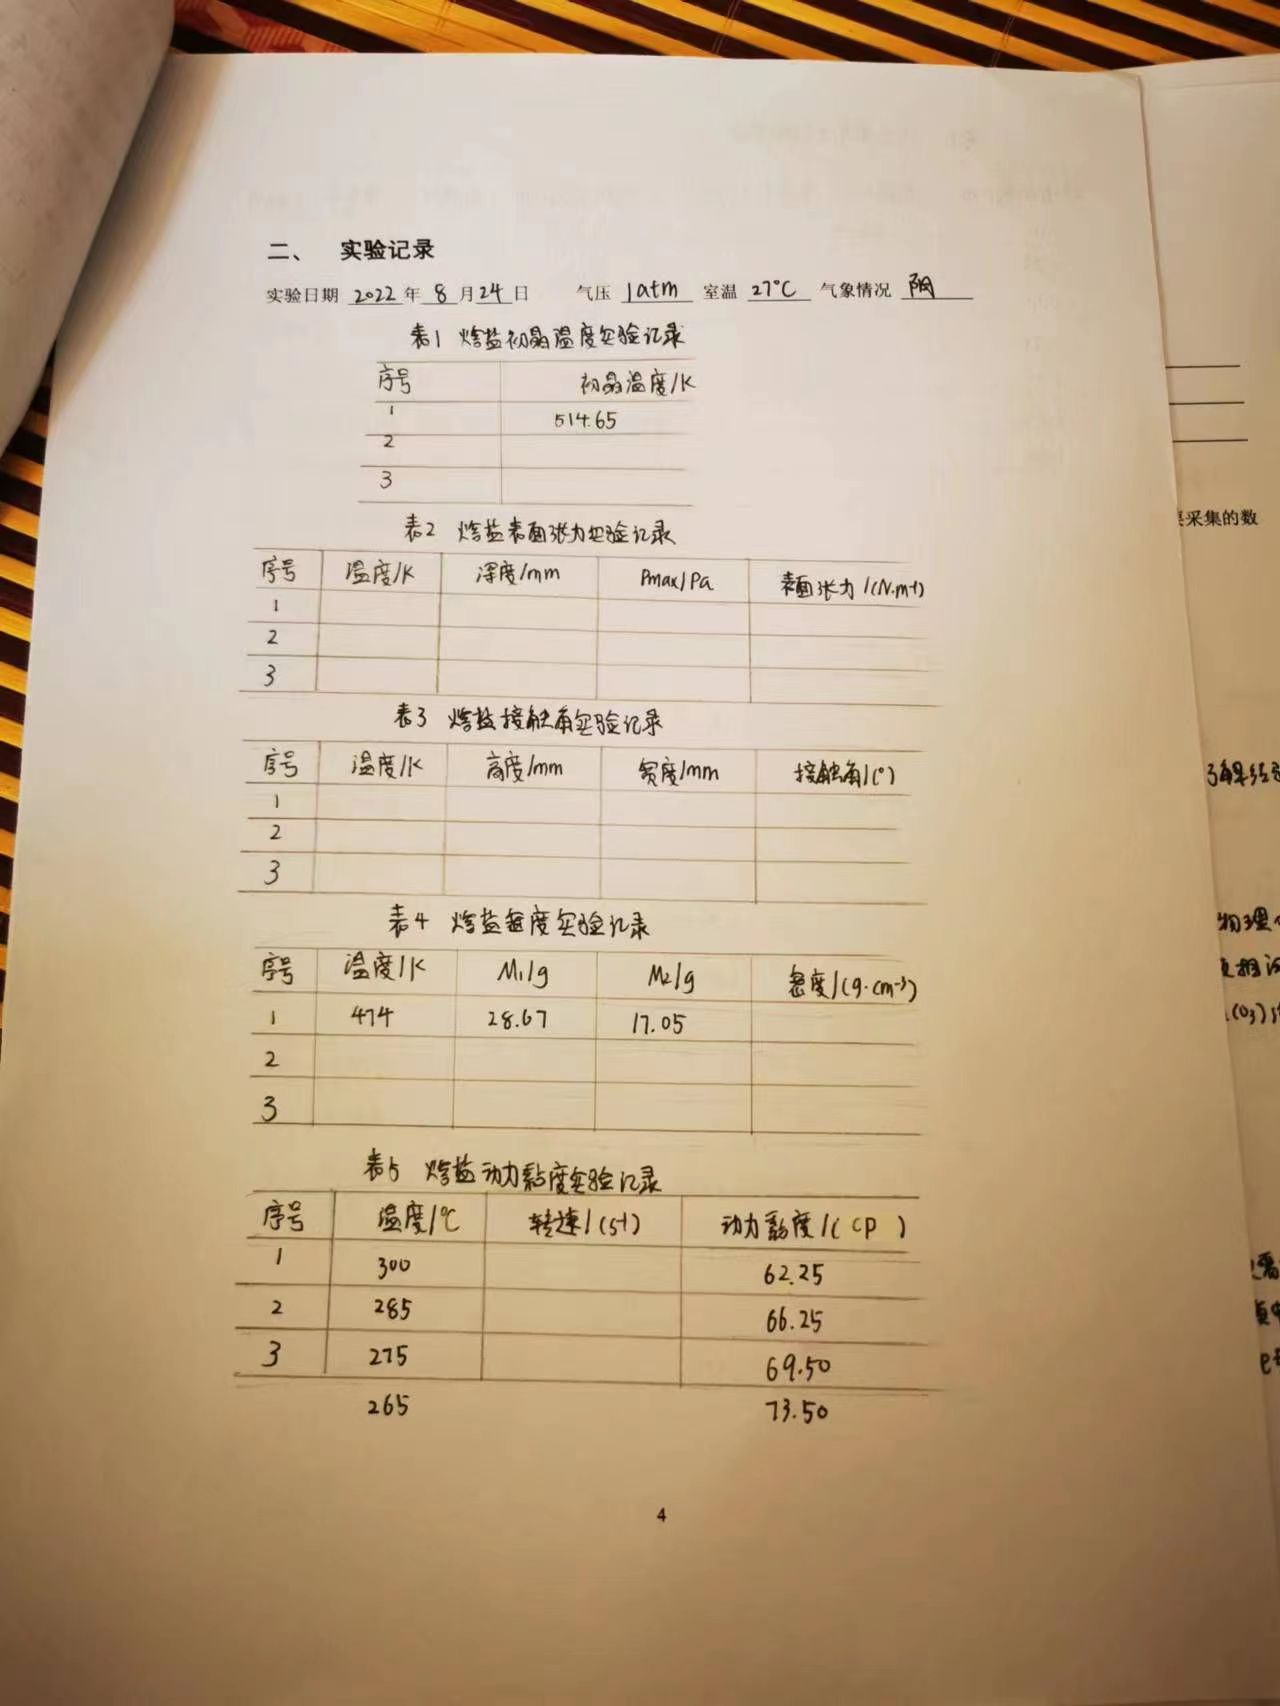 二、 实验记录
实验日期 2022 年 8 月 24 日 气压 1atm 室温 27℃ 气象情况 阴
表1 熔盐初晶温度实验记录
序号 初晶温度/K
1 514.65
2
3
表2 熔盐表面张力实验记录
序号 温度/K 深度/mm Pmax/Pa 表面张力/(N·m-1)
1
2
3
表3 熔盐接触角实验记录
序号 温度/K 高度/mm 宽度/mm 接触角/(°)
1
2
3
表4 熔盐密度实验记录
序号 温度/K M1/g M2/g 密度/(g·cm-3)
1 474 28.67 17.05
2
3
表5 熔盐动力黏度实验记录
序号 温度/℃ 转速/(s-1) 动力黏度/(cp)
1 300 62.25
2 285 66.25
3 275 69.50
265 73.50
4
采集的数
了解
物理